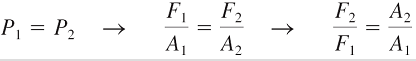 P₁ = P₂ → F₁/A₁ = F₂/A₂ → F₂/F₁ = A₂/A₁